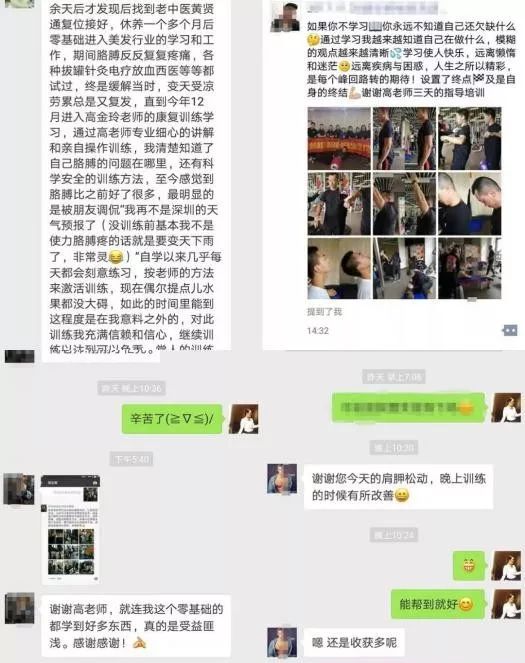 余天后才发现后找到老中医黄贤
通复位接好，休养一个多个月后
零基础进入美发行业的学习和工
作，期间胳膊反反复复疼痛，各
种拔罐针灸电疗放血西医等等都
试过，终是缓解当时，变天受凉
劳累总是又复发，直到今年12
月进入高金玲老师的康复训练学
习，通过高老师专业细心的讲解
和亲自操作训练，我清楚知道了
自己胳膊的问题在哪里，还有科
学安全的训练方法，至今感觉到
胳膊比之前好了很多，最明显的
是被朋友调侃“我再不是深圳的天
气预报了（没训练前基本我不是
使力胳膊疼的话就是要变天下雨
了，非常灵😂）”自学以来几乎每
天都会刻意练习，按老师的方法
来激活训练，现在偶尔提点儿水
果都没大碍，如此的时间里能到
这程度是在我意料之外的，对此
训练我充满信赖和信心，继续训
昨天 晚上10:36
辛苦了(≧∇≦)/
下午5:40
谢谢高老师，就连我这个零基础的
都学到好多东西，真的是受益匪
浅。感谢感谢！🙏
如果你不学习📖你永远不知道自己还欠缺什么
🤔通过学习我越来越知道自己在做什么，模糊
的观点越来越清晰💦学习使人快乐，远离懒惰
和迷茫😊远离疾病与困惑，人生之所以精彩，
是每个峰回路转的期待！设置了终点🏁及是自
身的终结💪谢谢高老师三天的指导培训
提到了我
14:32
昨天 早上7:06
晚上10:20
谢谢您今天的肩胛松动，晚上训练
的时候有所改善😀
晚上10:24
😁
能帮到就好😊
嗯 还是收获多呢